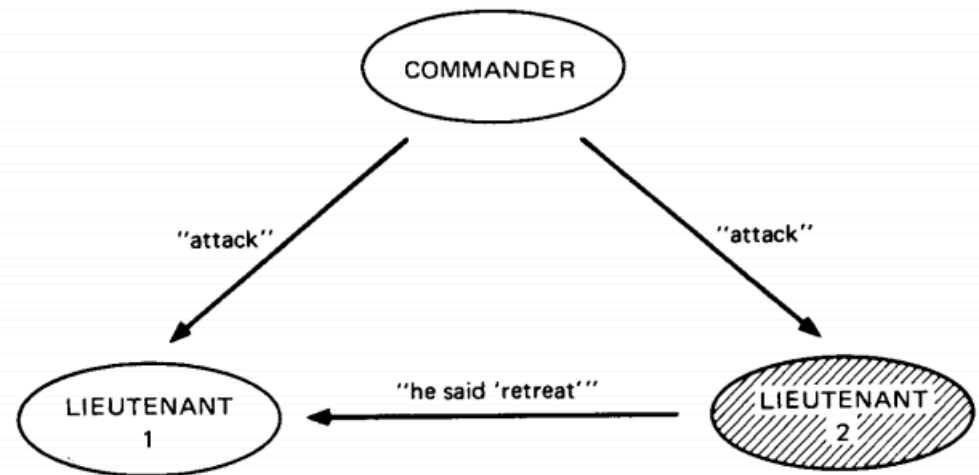 COMMANDER
"attack"
"attack"
"he said 'retreat'"
LIEUTENANT
1
LIEUTENANT
2